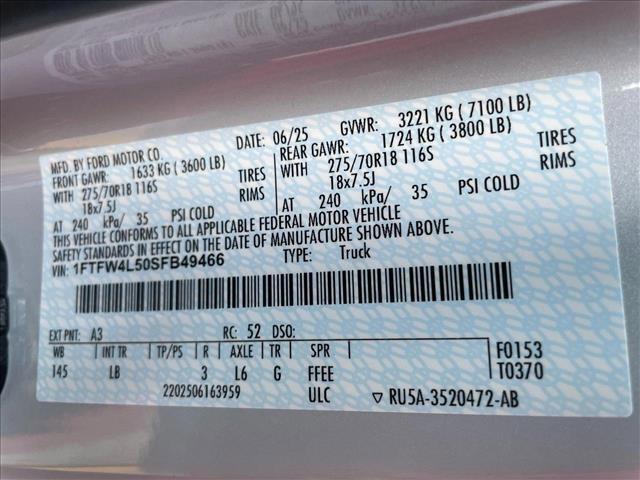 MFD. BY FORD MOTOR CO. DATE: 06/25 GVWR: 3221 KG ( 7100 LB)
FRONT GAWR: 1633 KG ( 3600 LB) REAR GAWR: 1724 KG ( 3800 LB)
WITH 275/70R18 116S TIRES WITH 275/70R18 116S TIRES
18x7.5J RIMS 18x7.5J RIMS
AT 240 kPa/ 35 PSI COLD AT 240 kPa/ 35 PSI COLD
THIS VEHICLE CONFORMS TO ALL APPLICABLE FEDERAL MOTOR VEHICLE
SAFETY STANDARDS IN EFFECT ON THE DATE OF MANUFACTURE SHOWN ABOVE.
VIN: 1FTFW4L50SFB49466 TYPE: Truck
EXT PNT: A3 RC: 52 DSO:
WB INT TR TP/PS R AXLE TR SPR F0153
145 LB 3 L6 G FFEE T0370
2202506163959 ULC ▽ RU5A-3520472-AB